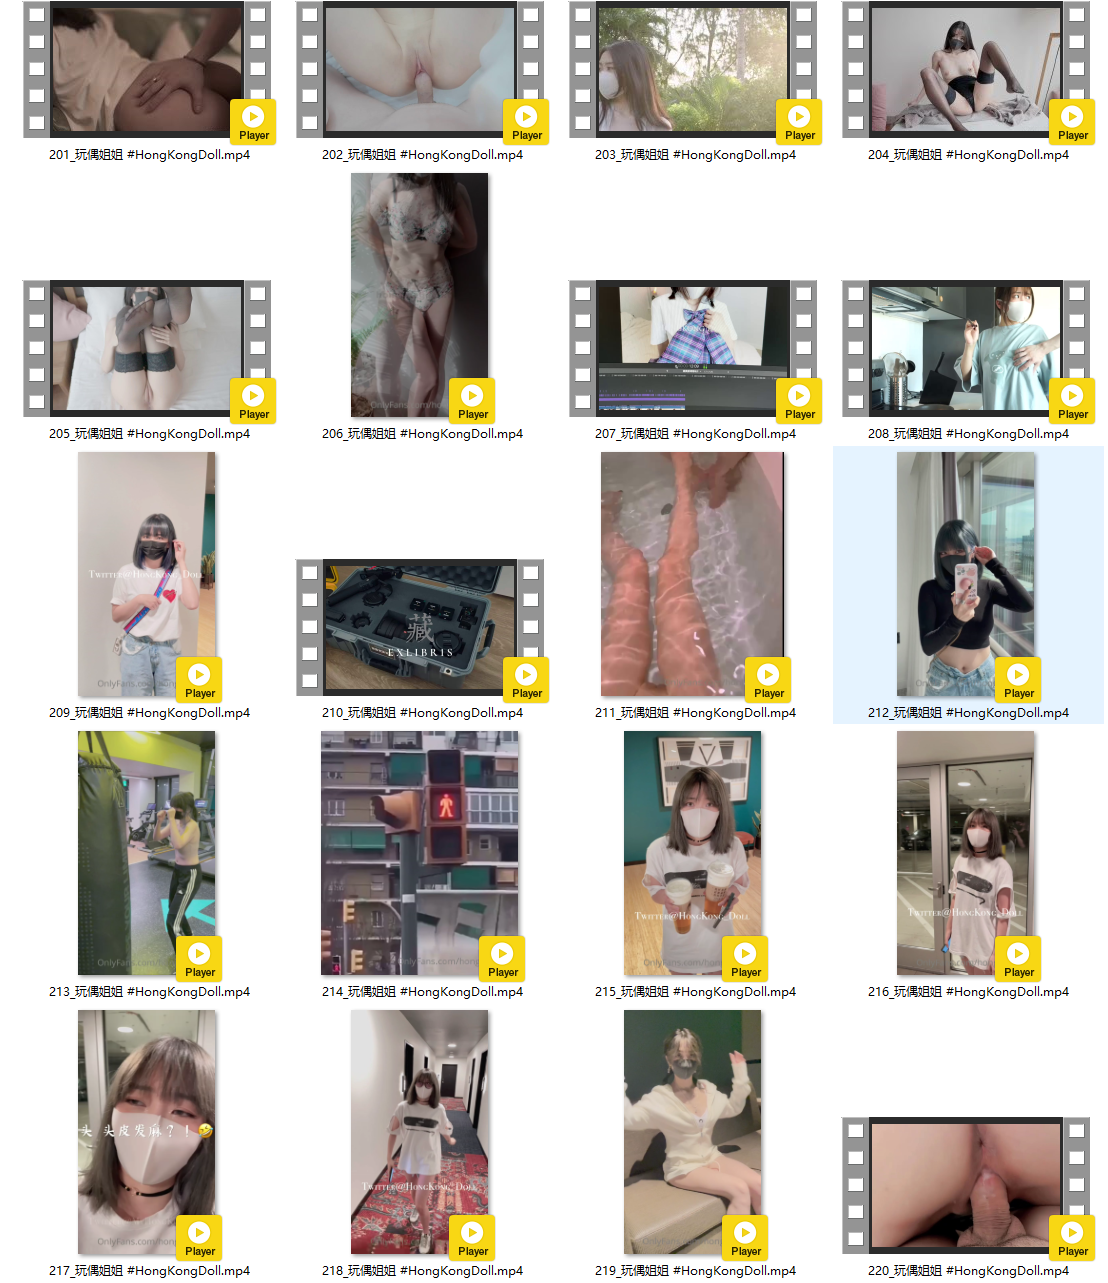 Player
Player
Player
Player
201_玩偶姐姐 #HongKongDoll.mp4
202_玩偶姐姐 #HongKongDoll.mp4
203_玩偶姐姐 #HongKongDoll.mp4
204_玩偶姐姐 #HongKongDoll.mp4
Player
OnlyFans.com/hon
Player
Player
Player
205_玩偶姐姐 #HongKongDoll.mp4
206_玩偶姐姐 #HongKongDoll.mp4
207_玩偶姐姐 #HongKongDoll.mp4
208_玩偶姐姐 #HongKongDoll.mp4
Twitter@HongKong_Doll
藏
EXLIBRIS
OnlyFans.com/hon
Player
Player
Player
Player
209_玩偶姐姐 #HongKongDoll.mp4
210_玩偶姐姐 #HongKongDoll.mp4
211_玩偶姐姐 #HongKongDoll.mp4
212_玩偶姐姐 #HongKongDoll.mp4
Twitter@HongKong_Doll
Twitter@HongKong_Doll
OnlyFans.com/h
Player
OnlyFans.com/hon
Player
OnlyFans.com/hon
Player
Player
213_玩偶姐姐 #HongKongDoll.mp4
214_玩偶姐姐 #HongKongDoll.mp4
215_玩偶姐姐 #HongKongDoll.mp4
216_玩偶姐姐 #HongKongDoll.mp4
头 头皮发麻？！🤣
Twitter@HongKong_Doll
OnlyFans.com/hon
Player
Player
OnlyFans.com/hon
Player
Player
217_玩偶姐姐 #HongKongDoll.mp4
218_玩偶姐姐 #HongKongDoll.mp4
219_玩偶姐姐 #HongKongDoll.mp4
220_玩偶姐姐 #HongKongDoll.mp4